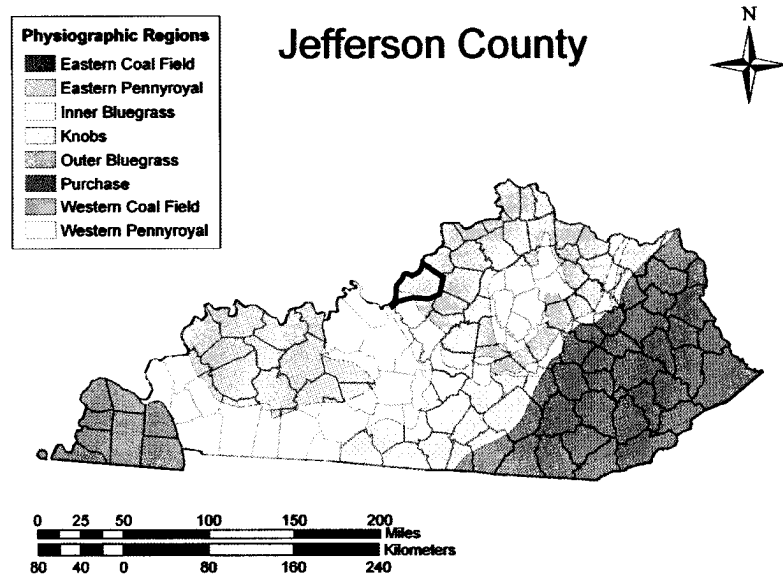 Physiographic Regions
Eastern Coal Field
Eastern Pennyroyal
Inner Bluegrass
Knobs
Outer Bluegrass
Purchase
Western Coal Field
Western Pennyroyal
Jefferson County
N
0 25 50 100 150 200
Miles
Kilometers
80 40 0 80 160 240